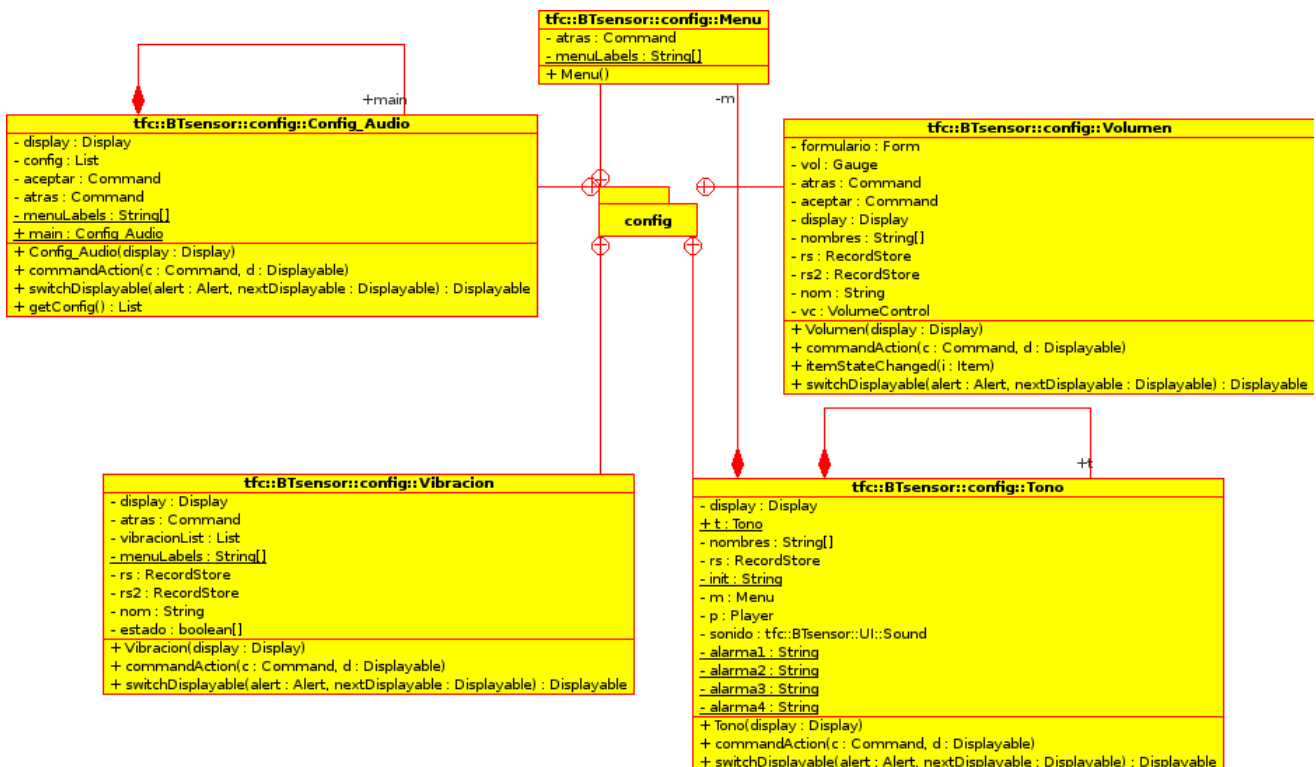 tfc::BTsensor::config::Menu
- atras : Command
- menuLabels : String[]
+ Menu()
+main
-m
tfc::BTsensor::config::Config_Audio
- display : Display
- config : List
- aceptar : Command
- atras : Command
- menuLabels : String[]
+ main : Config_Audio
+ Config_Audio(display : Display)
+ commandAction(c : Command, d : Displayable)
+ switchDisplayable(alert : Alert, nextDisplayable : Displayable) : Displayable
+ getConfig() : List
config
tfc::BTsensor::config::Volumen
- formulario : Form
- vol : Gauge
- atras : Command
- aceptar : Command
- display : Display
- nombres : String[]
- rs : RecordStore
- rs2 : RecordStore
- nom : String
- vc : VolumeControl
+ Volumen(display : Display)
+ commandAction(c : Command, d : Displayable)
+ itemStateChanged(i : Item)
+ switchDisplayable(alert : Alert, nextDisplayable : Displayable) : Displayable
+t
tfc::BTsensor::config::Vibracion
- display : Display
- atras : Command
- vibracionList : List
- menuLabels : String[]
- rs : RecordStore
- rs2 : RecordStore
- nom : String
- estado : boolean[]
+ Vibracion(display : Display)
+ commandAction(c : Command, d : Displayable)
+ switchDisplayable(alert : Alert, nextDisplayable : Displayable) : Displayable
tfc::BTsensor::config::Tono
- display : Display
+ t : Tono
- nombres : String[]
- rs : RecordStore
- init : String
- m : Menu
- p : Player
- sonido : tfc::BTsensor::UI::Sound
- alarma1 : String
- alarma2 : String
- alarma3 : String
- alarma4 : String
+ Tono(display : Display)
+ commandAction(c : Command, d : Displayable)
+ switchDisplayable(alert : Alert, nextDisplayable : Displayable) : Displayable